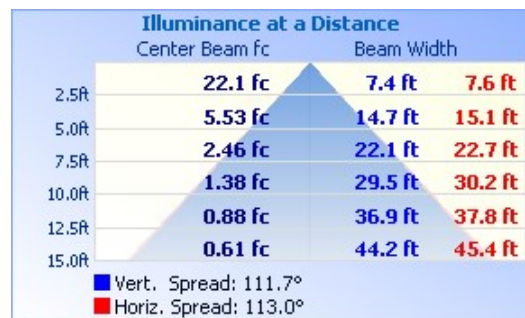 Illuminance at a Distance
Center Beam fc Beam Width
22.1 fc 7.4 ft 7.6 ft
2.5ft
5.53 fc 14.7 ft 15.1 ft
5.0ft
2.46 fc 22.1 ft 22.7 ft
7.5ft
1.38 fc 29.5 ft 30.2 ft
10.0ft
0.88 fc 36.9 ft 37.8 ft
12.5ft
0.61 fc 44.2 ft 45.4 ft
15.0ft
Vert. Spread: 111.7°
Horiz. Spread: 113.0°